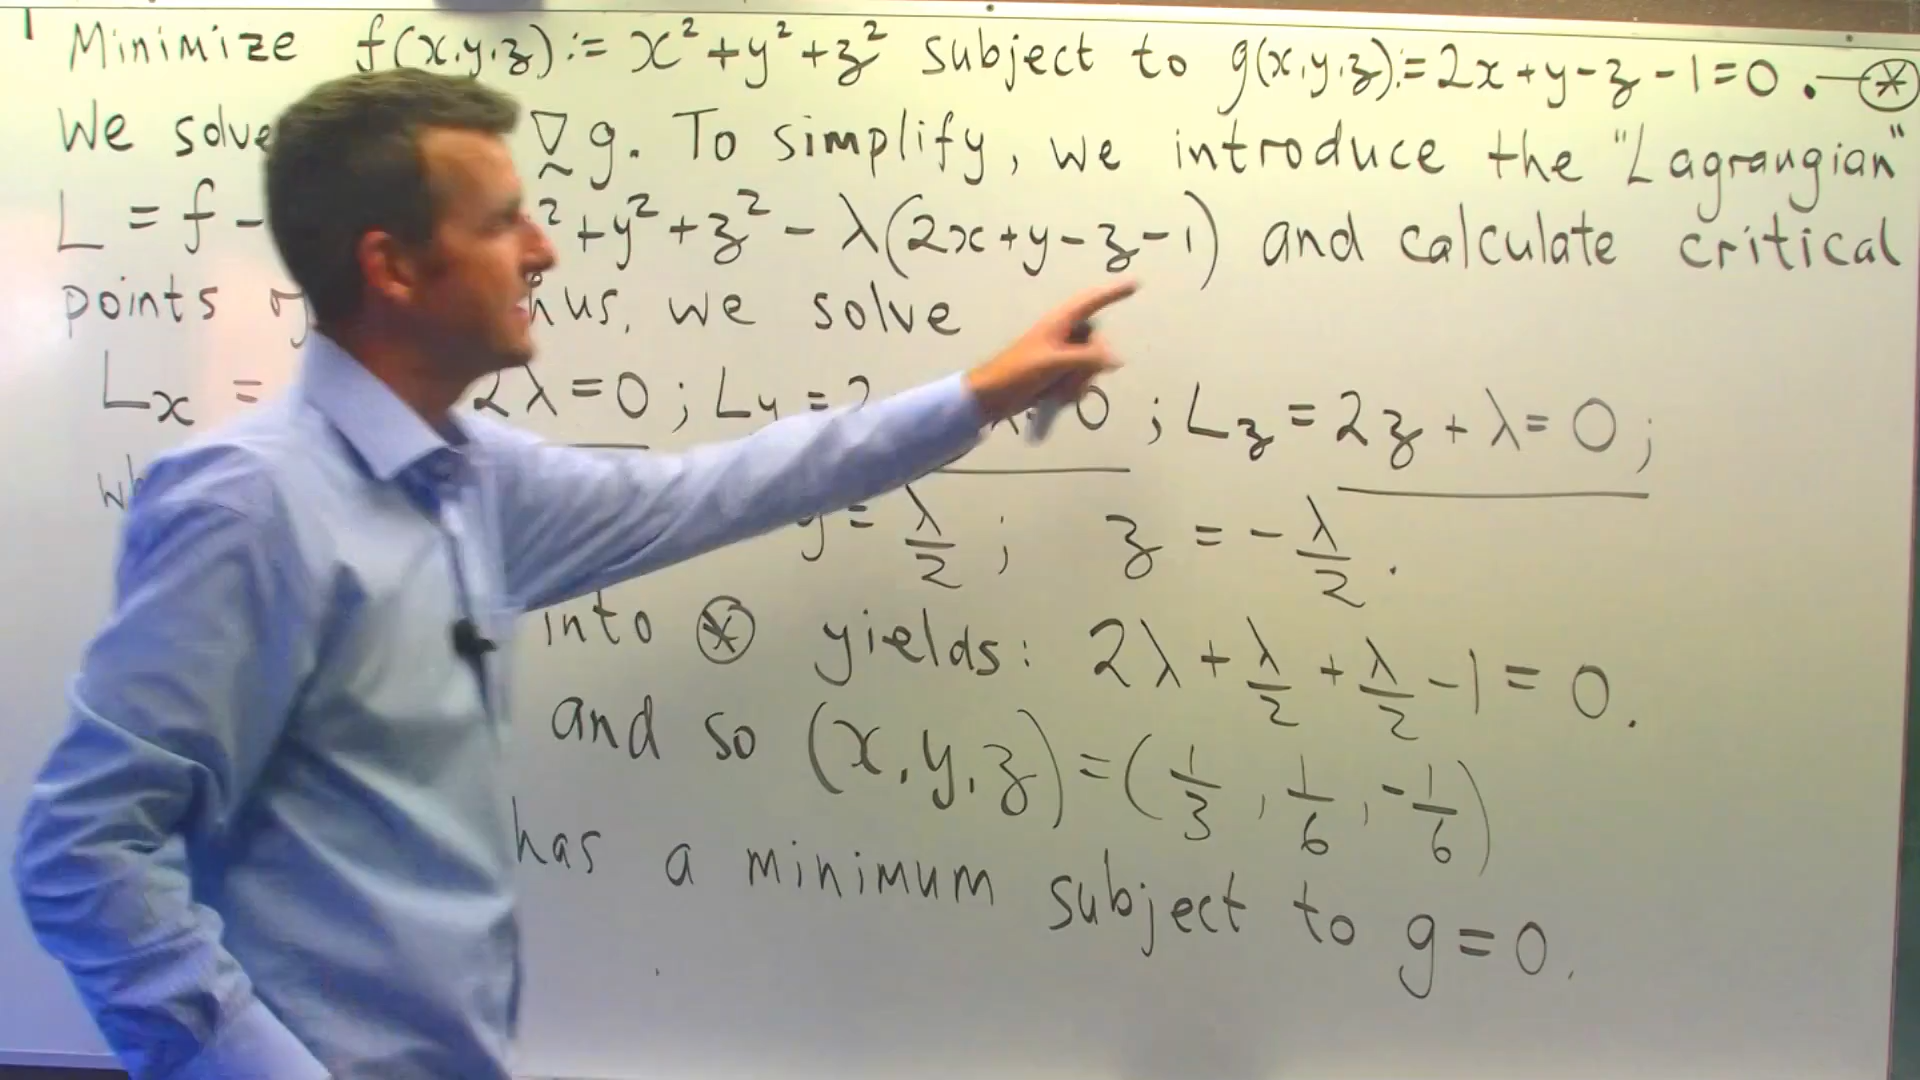 Minimize f(x,y,z) := x² + y² + z² subject to g(x,y,z) := 2x + y - z - 1 = 0. — ⊛
We solve ∇g. To simplify, we introduce the "Lagrangian"
L = f - ² + y² + z² - λ(2x + y - z - 1) and calculate critical
points we solve
Lx = 2λ = 0 ; Ly = 2 λ = 0 ; Lz = 2z + λ = 0 ;
y = λ/2 ; z = -λ/2 .
into ⊛ yields: 2λ + λ/2 + λ/2 - 1 = 0.
and so (x, y, z) = (1/3, 1/6, -1/6)
has a minimum subject to g = 0.